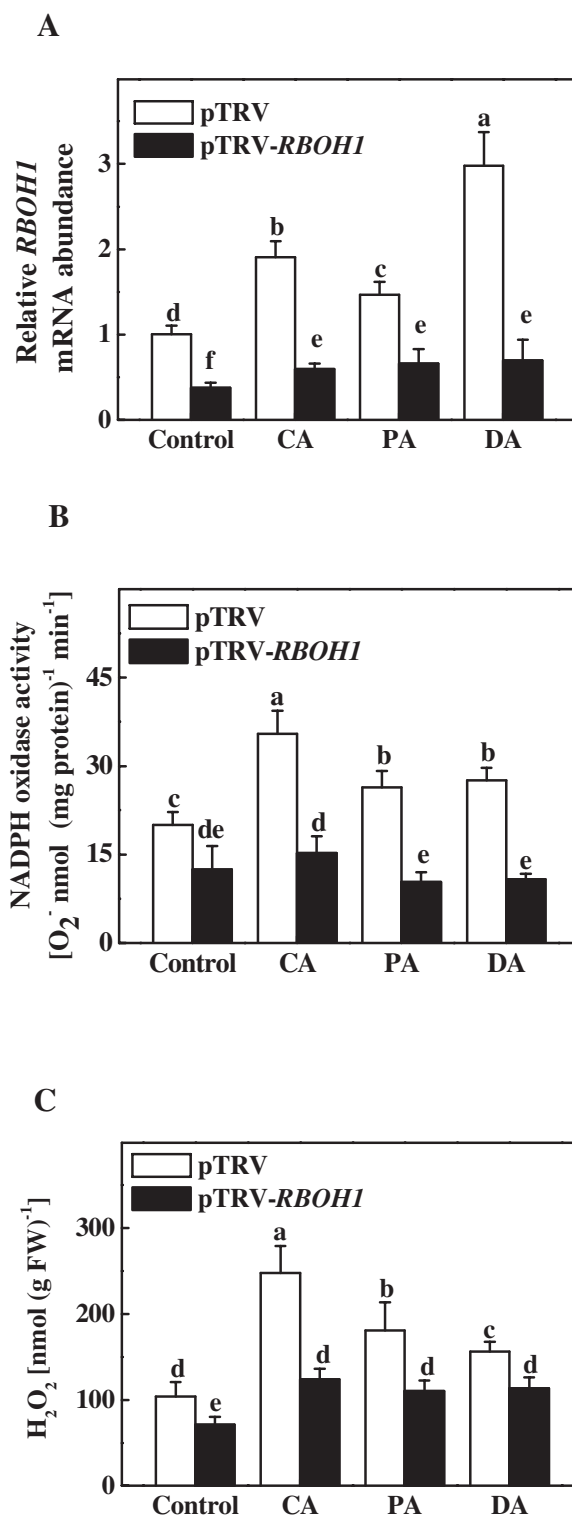 A
Relative RBOH1
mRNA abundance
pTRV
pTRV-RBOH1
3
2
1
0
d
f
b
e
c
e
a
e
Control CA PA DA
B
NADPH oxidase activity
[O₂⁻ nmol (mg protein)⁻¹ min⁻¹]
pTRV
pTRV-RBOH1
45
30
15
0
c
de
a
d
b
e
b
e
Control CA PA DA
C
H₂O₂ [nmol (g FW)⁻¹]
pTRV
pTRV-RBOH1
300
200
100
0
d
e
a
d
b
d
c
d
Control CA PA DA